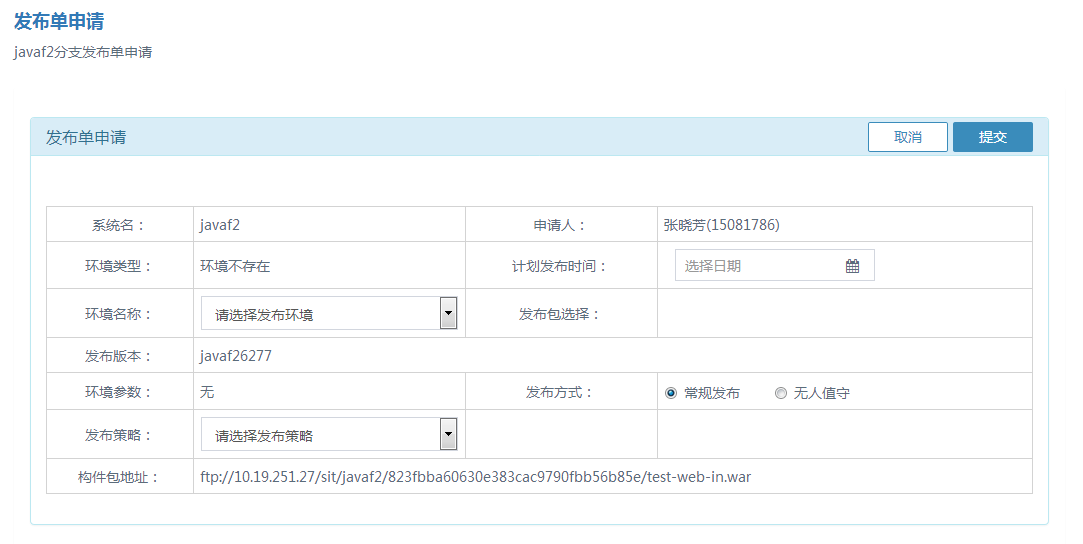 发布单申请
javaf2分支发布单申请
发布单申请 取消 提交
系统名： javaf2 申请人： 张晓芳(15081786)
环境类型： 环境不存在 计划发布时间： 选择日期
环境名称： 请选择发布环境 发布包选择：
发布版本： javaf26277
环境参数： 无 发布方式： 常规发布 无人值守
发布策略： 请选择发布策略
构件包地址： ftp://10.19.251.27/sit/javaf2/823fbba60630e383cac9790fbb56b85e/test-web-in.war